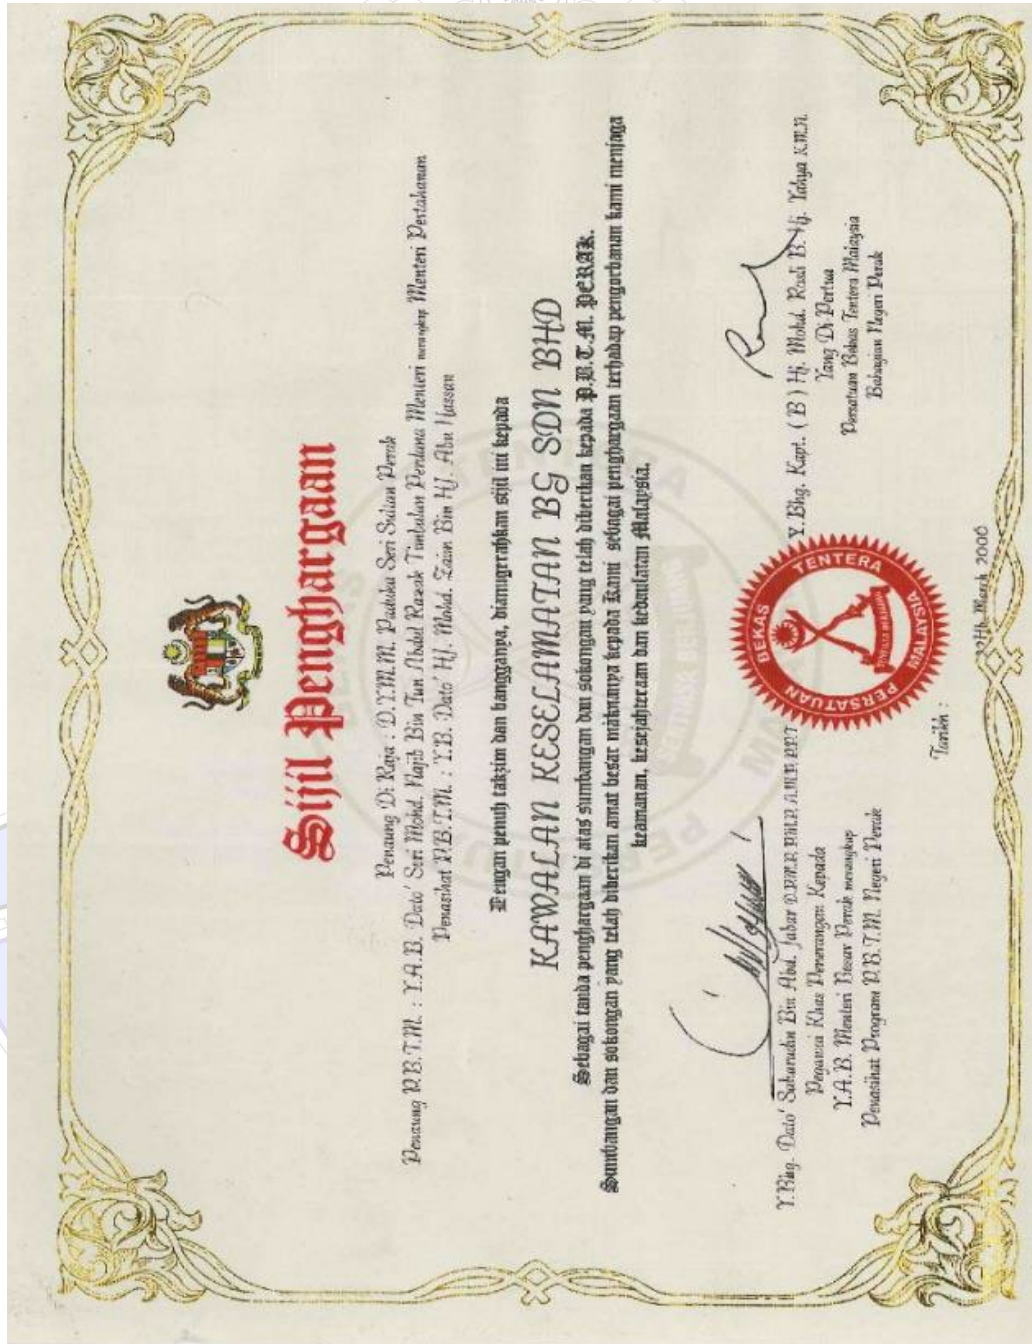 Sijil Penghargaan
Penaung Di Raja : D.Y.M.M. Paduka Seri Sultan Perak
Penaung P.B.T.M. : Y.A.B. Dato' Seri Mohd. Najib Bin Tun Abdul Razak Timbalan Perdana Menteri merangkap Menteri Pertahanan
Penasihat P.B.T.M. : Y.B. Dato' HJ. Mohd. Zaim Bin HJ. Abu Hassan
Dengan penuh takzim dan bangganya, dianugerahkan sijil ini kepada
KAWALAN KESELAMATAN BG SDN BHD
Sebagai tanda penghargaan di atas sumbangan dan sokongan yang telah diberikan kepada P.B.T.M. PERAK.
Sumbangan dan sokongan yang telah diberikan amat besar maknanya kepada Kami sebagai penghargaan terhadap pengorbanan kami menjaga
keamanan, kesejahteraan dan kedaulatan Malaysia.
Y.Bhg. Dato' Saharudin Bin Abd. Jabar D.P.M.P, P.M.P, A.M.P, P.P.T
Pegawai Khas Penerangan Kepada
Y.A.B. Menteri Besar Perak merangkap
Penasihat Program P.B.T.M. Negeri Perak
PERSATUAN BEKAS TENTERA MALAYSIA
Y.Bhg. Kapt. ( B ) Hj. Mohd. Rasli B. Hj. Yahya K.M.N.
Yang Di Pertua
Persatuan Bekas Tentera Malaysia
Bahagian Negeri Perak
Tarikh :
March 2006